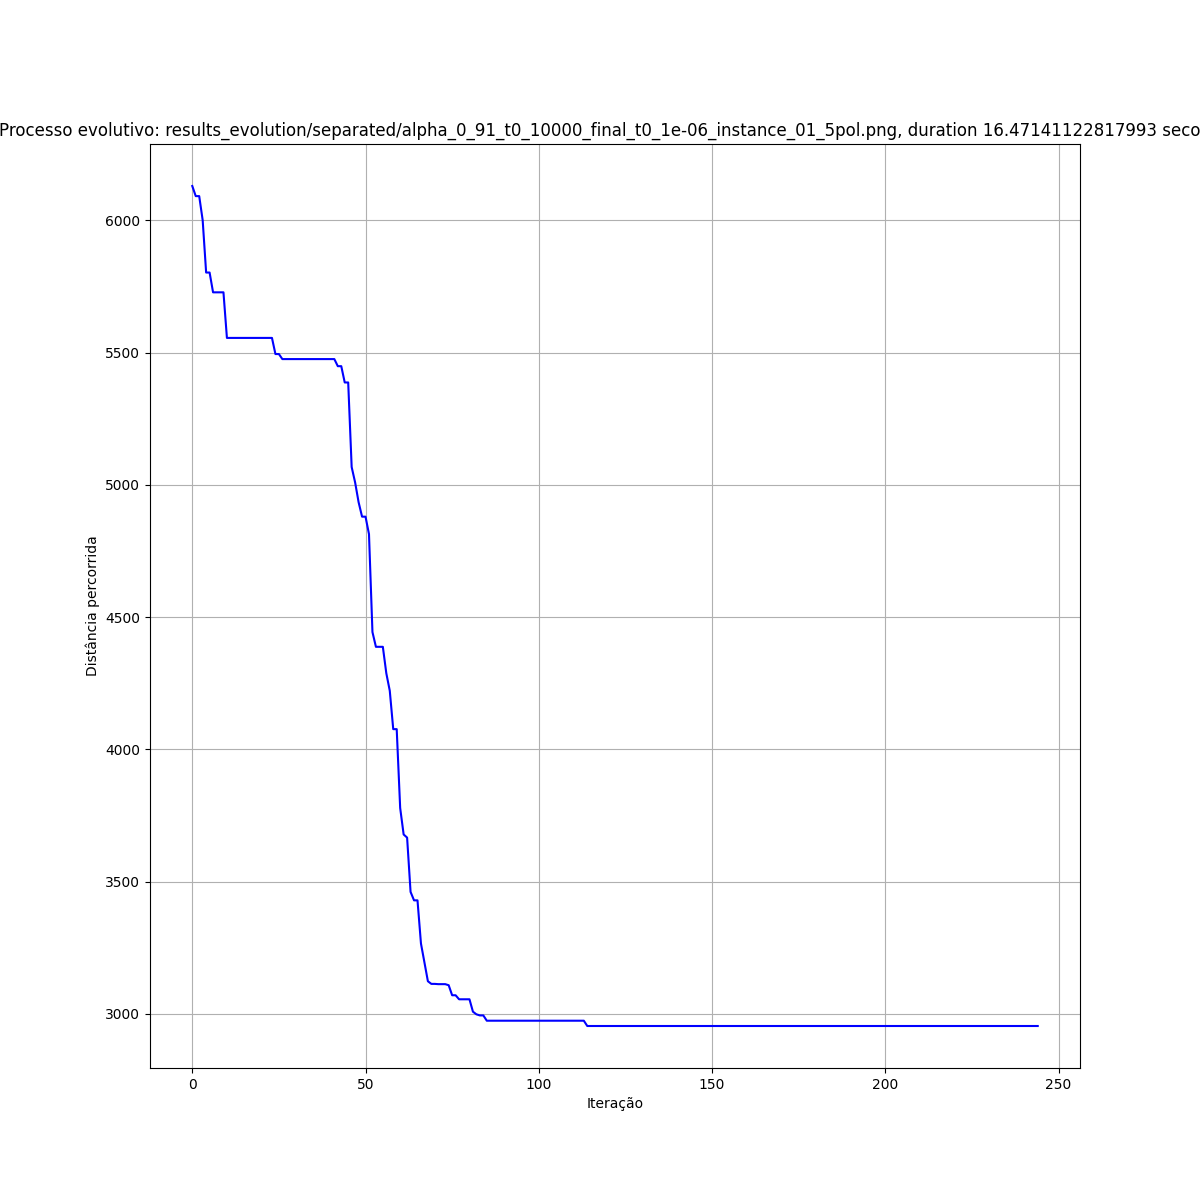 Processo evolutivo: results_evolution/separated/alpha_0_91_t0_10000_final_t0_1e-06_instance_01_5pol.png, duration 16.47141122817993 seco
6000
5500
5000
4500
4000
3500
3000
Distância percorrida
0 50 100 150 200 250
Iteração